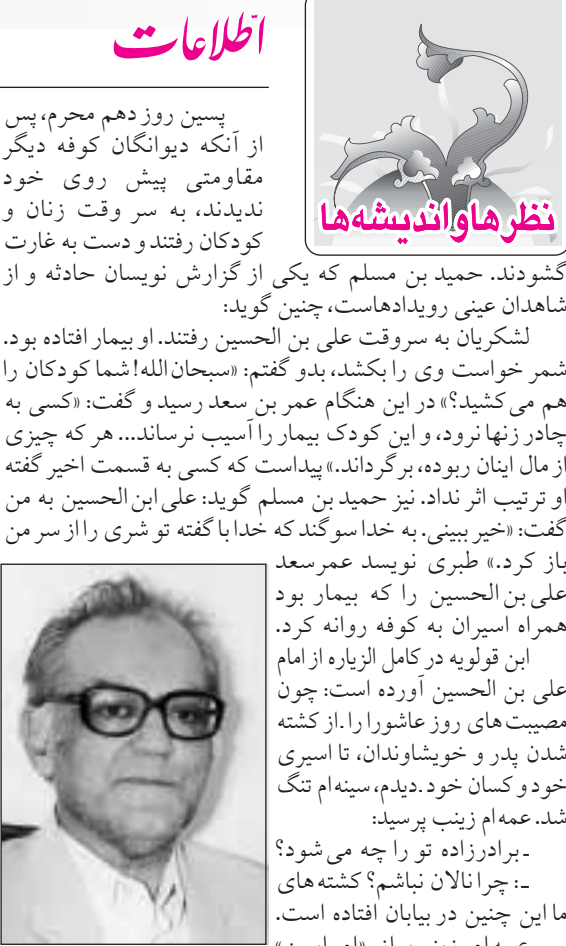 اطّلاعات
نظرها و اندیشه‌ها
پسین روز دهم محرم، پس
از آنکه دیوانگان کوفه دیگر
مقاومتی پیش روی خود
ندیدند، به سر وقت زنان و
کودکان رفتند و دست به غارت
گشودند. حمید بن مسلم که یکی از گزارش نویسان حادثه و از
شاهدان عینی رویدادهاست، چنین گوید:
لشکریان به سروقت علی بن الحسین رفتند. او بیمار افتاده بود.
شمر خواست وی را بکشد، بدو گفتم: «سبحان‌الله! شما کودکان را
هم می‌کشید؟» در این هنگام عمر بن سعد رسید و گفت: «کسی به
چادر زنها نرود، و این کودک بیمار را آسیب نرساند... هر که چیزی
از مال اینان ربوده، برگرداند.» پیداست که کسی به قسمت اخیر گفته
او ترتیب اثر نداد. نیز حمید بن مسلم گوید: علی ابن الحسین به من
گفت: «خیر ببینی. به خدا سوگند که خدا با گفته تو شری را از سر من
باز کرد.» طبری نویسد عمرسعد
علی بن الحسین را که بیمار بود
همراه اسیران به کوفه روانه کرد.
ابن قولویه در کامل الزیاره از امام
علی بن الحسین آورده است: چون
مصیبت‌های روز عاشورا را ـ از کشته
شدن پدر و خویشاوندان، تا اسیری
خود و کسان خود ـ دیدم، سینه‌ام تنگ
شد. عمه‌ام زینب پرسید:
ـ برادرزاده تو را چه می‌شود؟
ـ: چرا نالان نباشم؟ کشته‌های
ما این چنین در بیابان افتاده است.